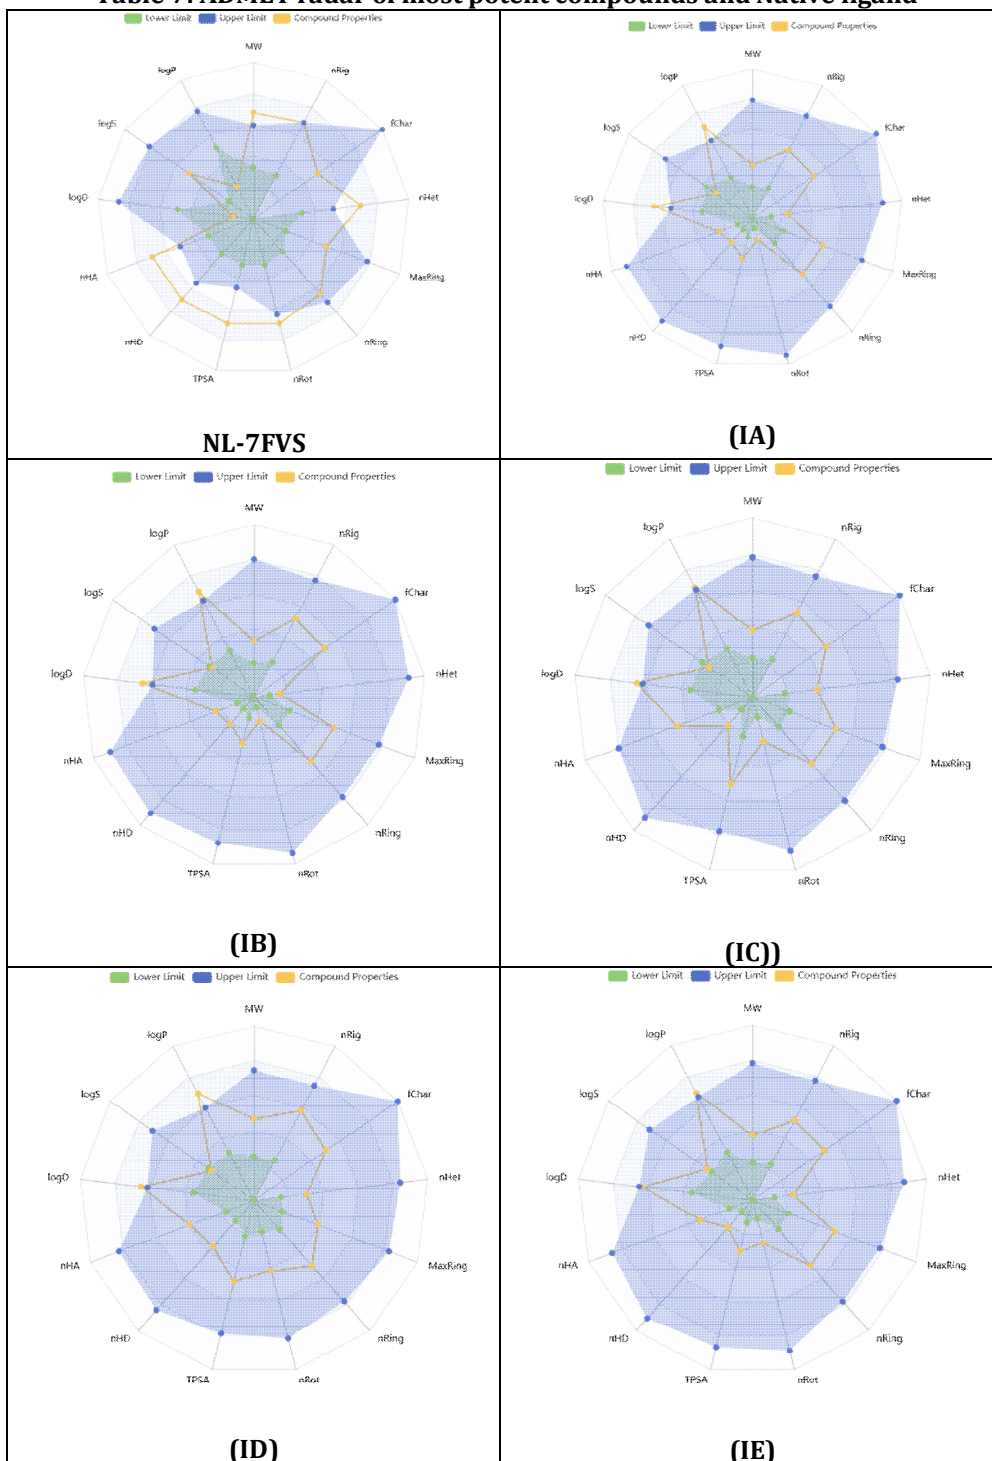 Table 7: ADMET radar of most potent compounds and Native ligand
Lower Limit Upper Limit Compound Properties
MW
nRig
fChar
nHet
MaxRing
nRing
nRot
TPSA
nHD
nHA
logD
logS
logP
NL-7FVS
Lower Limit Upper Limit Compound Properties
MW
nRig
fChar
nHet
MaxRing
nRing
nRot
TPSA
nHD
nHA
logD
logS
logP
(IA)
Lower Limit Upper Limit Compound Properties
MW
nRig
fChar
nHet
MaxRing
nRing
nRot
TPSA
nHD
nHA
logD
logS
logP
(IB)
Lower Limit Upper Limit Compound Properties
MW
nRig
fChar
nHet
MaxRing
nRing
nRot
TPSA
nHD
nHA
logD
logS
logP
(IC))
Lower Limit Upper Limit Compound Properties
MW
nRig
fChar
nHet
MaxRing
nRing
nRot
TPSA
nHD
nHA
logD
logS
logP
(ID)
Lower Limit Upper Limit Compound Properties
MW
nRig
fChar
nHet
MaxRing
nRing
nRot
TPSA
nHD
nHA
logD
logS
logP
(IE)